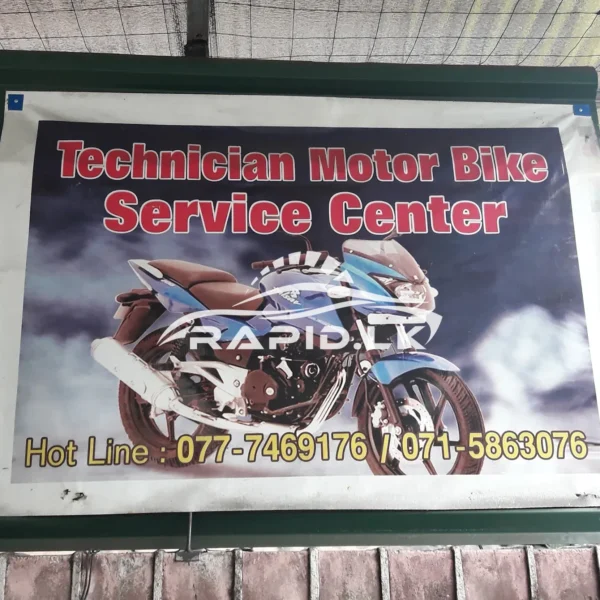 Technician Motor Bike
Service Center
RAPID.LK
Hot Line : 077-7469176 / 071-5863076